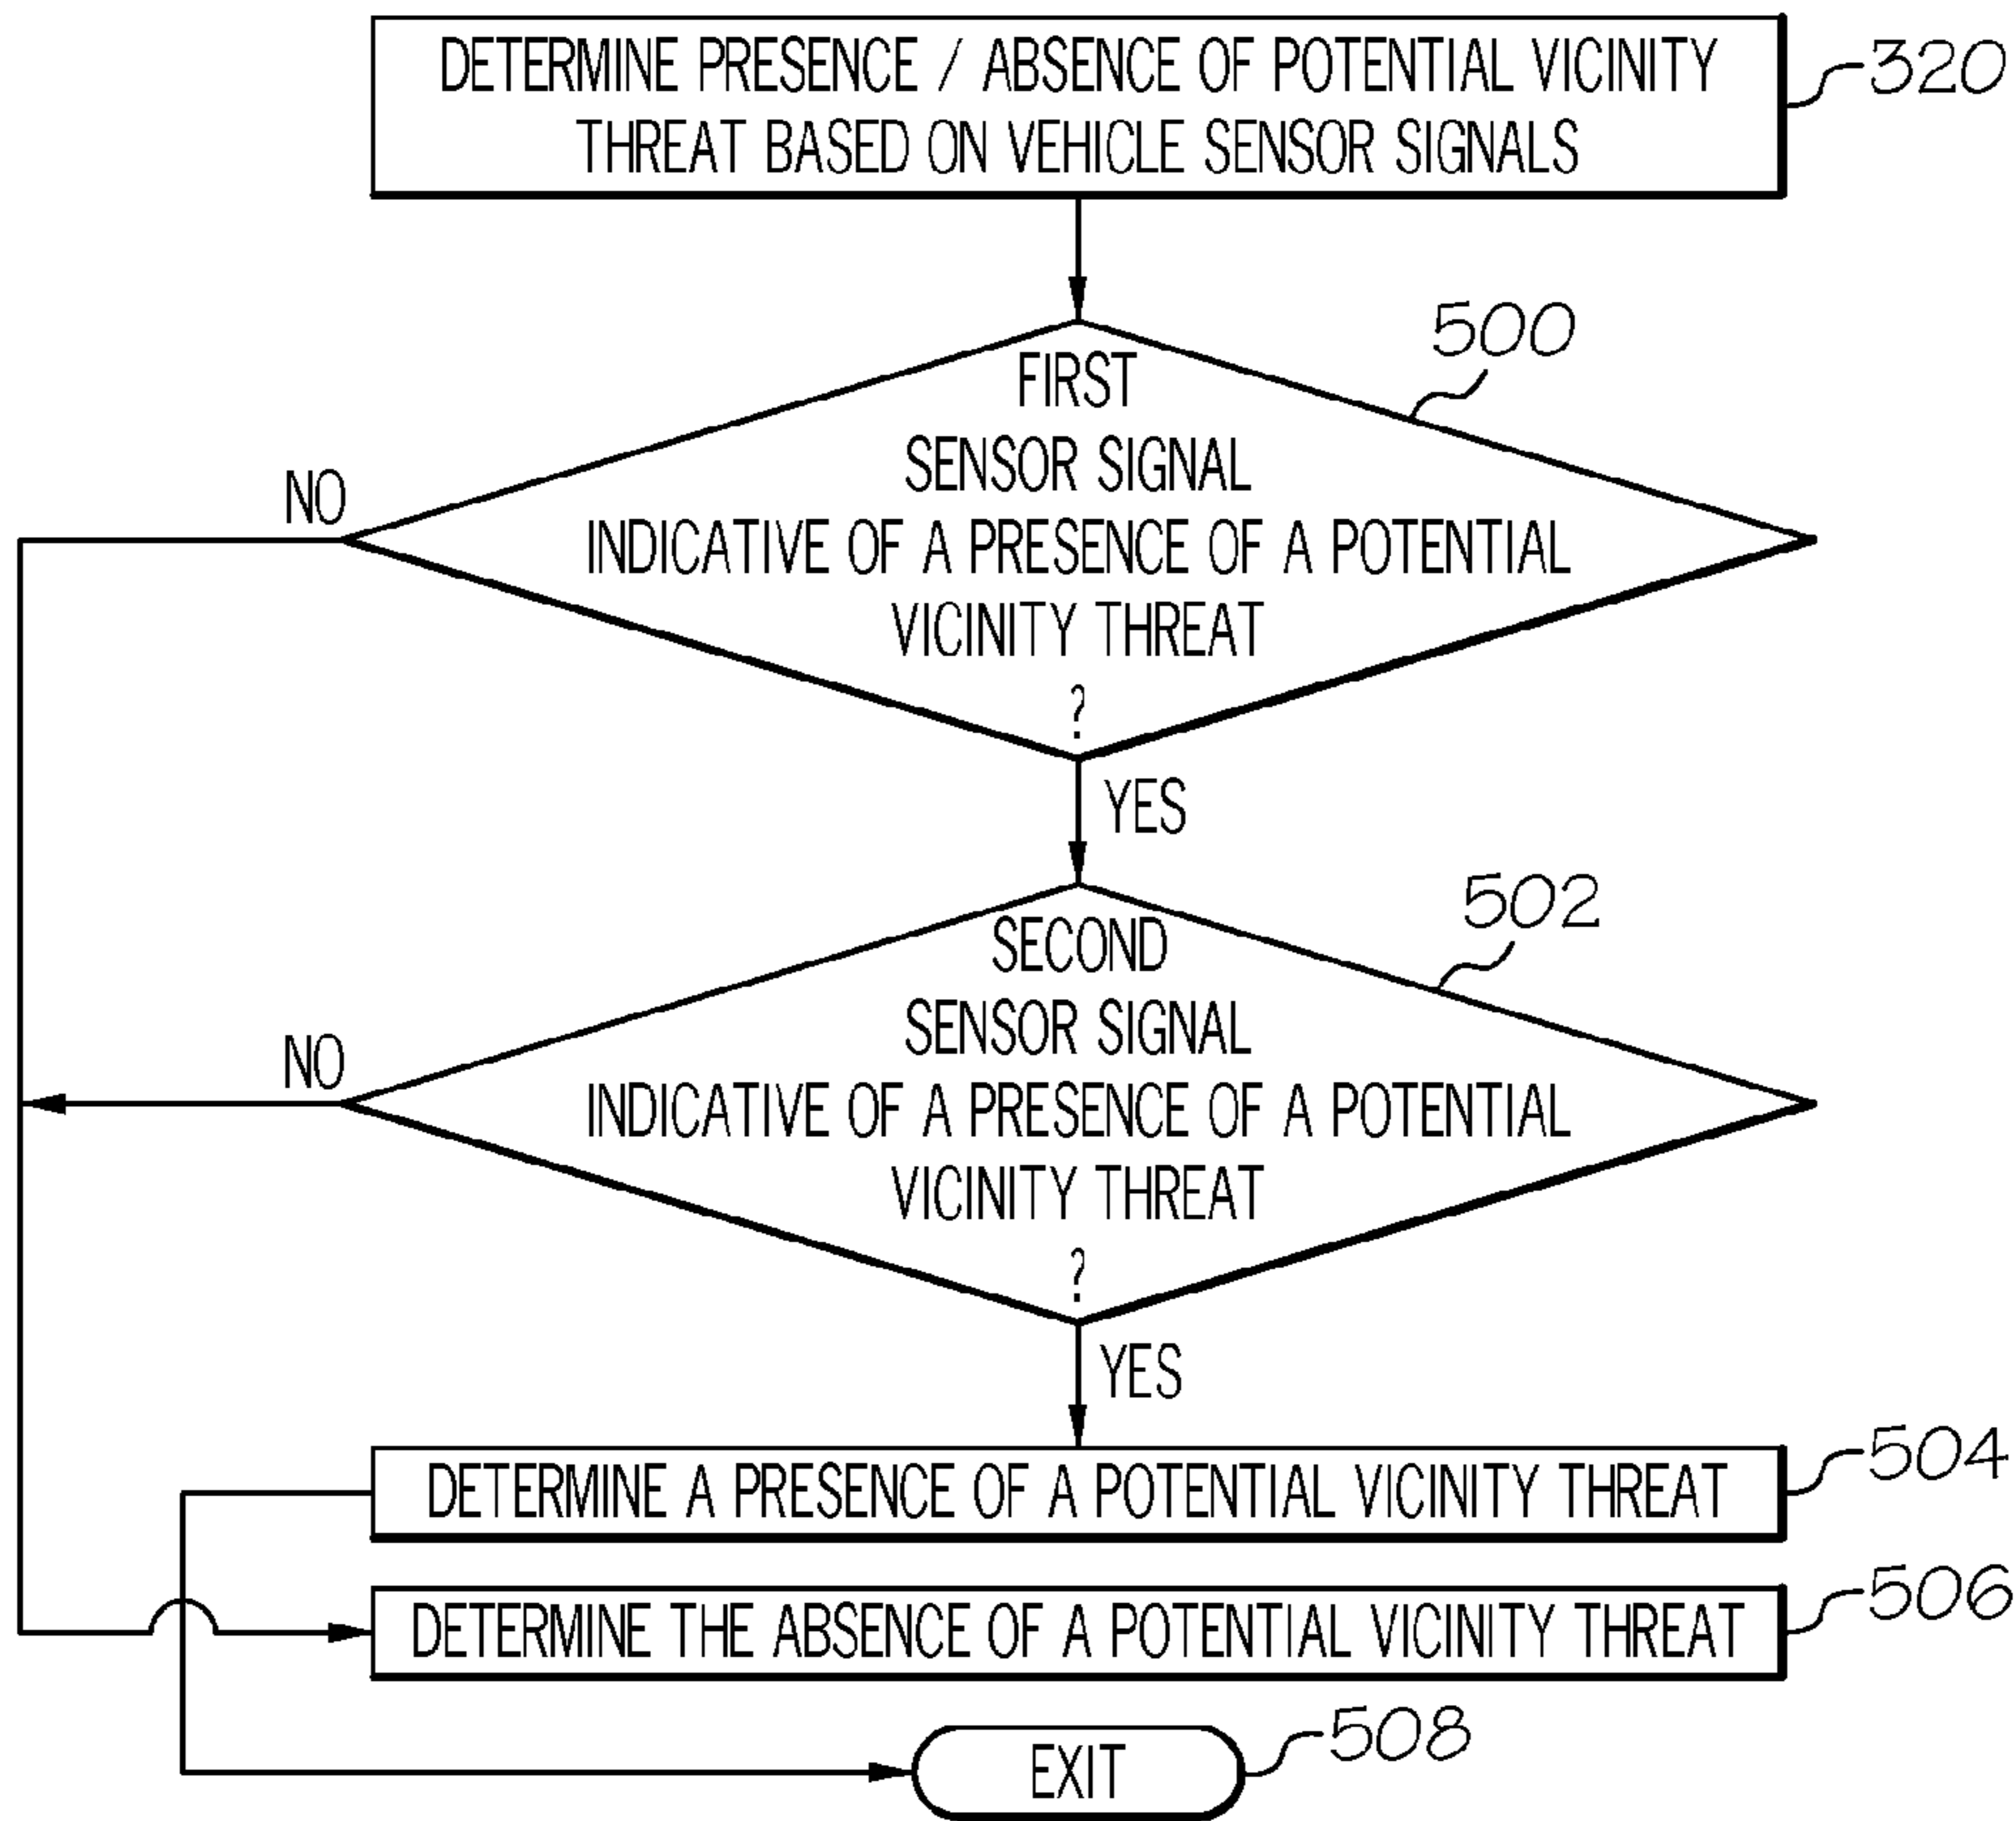 DETERMINE PRESENCE / ABSENCE OF POTENTIAL VICINITY
THREAT BASED ON VEHICLE SENSOR SIGNALS
320
500
FIRST
SENSOR SIGNAL
INDICATIVE OF A PRESENCE OF A POTENTIAL
VICINITY THREAT
?
NO
YES
502
SECOND
SENSOR SIGNAL
INDICATIVE OF A PRESENCE OF A POTENTIAL
VICINITY THREAT
?
NO
YES
DETERMINE A PRESENCE OF A POTENTIAL VICINITY THREAT
504
DETERMINE THE ABSENCE OF A POTENTIAL VICINITY THREAT
506
EXIT
508